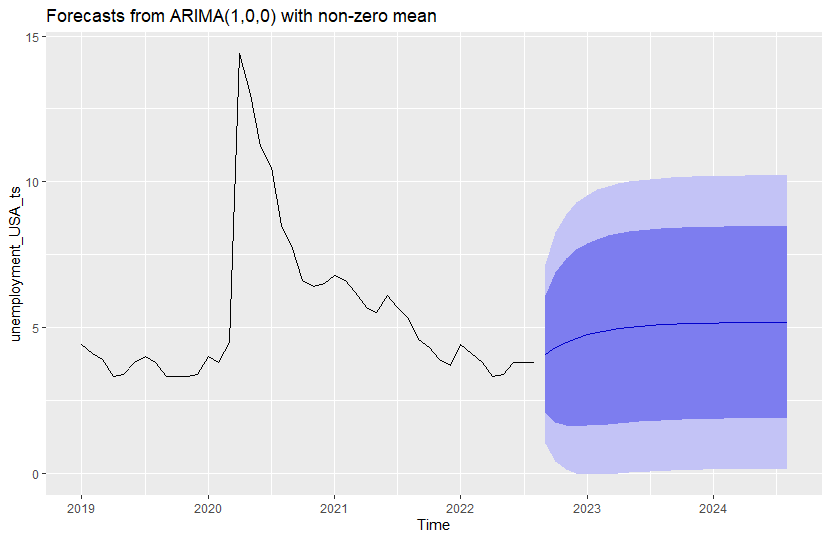 Forecasts from ARIMA(1,0,0) with non-zero mean
unemployment_USA_ts
15
10
5
0
2019 2020 2021 2022 2023 2024
Time